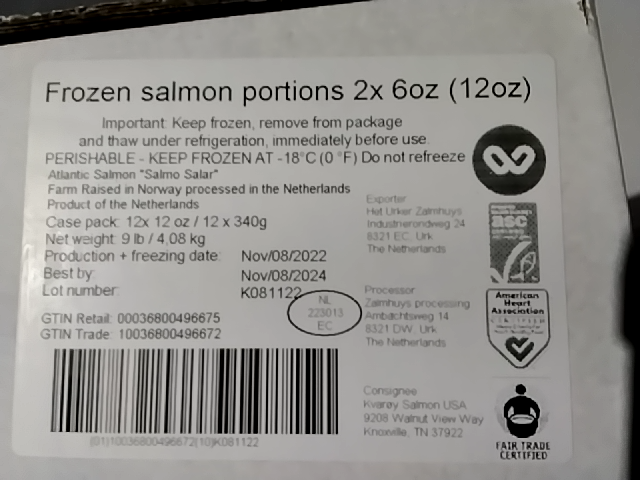 Frozen salmon portions 2x 6oz (12oz)
Important: Keep frozen, remove from package
and thaw under refrigeration, immediately before use.
PERISHABLE - KEEP FROZEN AT -18°C (0 °F) Do not refreeze
Atlantic Salmon "Salmo Salar"
Farm Raised in Norway processed in the Netherlands
Product of the Netherlands
Case pack: 12x 12 oz / 12 x 340g
Net weight: 9 lb / 4,08 kg
Production + freezing date: Nov/08/2022
Best by: Nov/08/2024
Lot number: K081122
NL
223013
EC
GTIN Retail: 00036800496675
GTIN Trade: 10036800496672
(01)10036800496672(10)K081122
Exporter
Het Urker Zalmhuys
Industrierondweg 24
8321 EC, Urk
The Netherlands
Processor
Zalmhuys processing
Ambachtsweg 14
8321 DW, Urk
The Netherlands
Consignee
Kvarøy Salmon USA
9208 Walnut View Way
Knoxville, TN 37922
asc
American
Heart
Association
CERTIFIED
FAIR TRADE
CERTIFIED